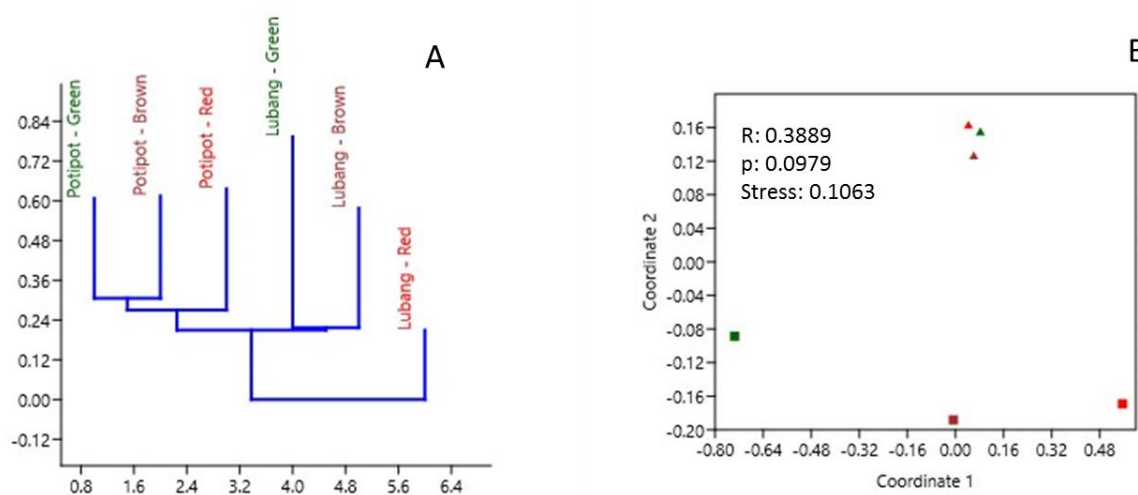 A
Potipot - Green
Potipot - Brown
Potipot - Red
Lubang - Green
Lubang - Brown
Lubang - Red
0.84
0.72
0.60
0.48
0.36
0.24
0.12
0.00
-0.12
0.8 1.6 2.4 3.2 4.0 4.8 5.6 6.4
R: 0.3889
p: 0.0979
Stress: 0.1063
Coordinate 2
0.16
0.12
0.08
0.04
0.00
-0.04
-0.08
-0.12
-0.16
-0.20
-0.80 -0.64 -0.48 -0.32 -0.16 0.00 0.16 0.32 0.48
Coordinate 1